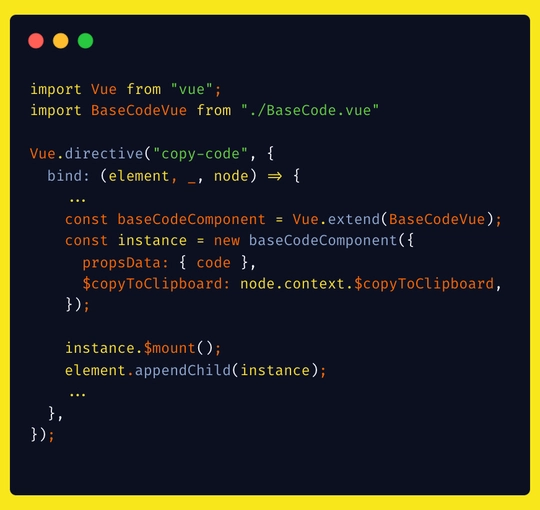 import Vue from "vue";
import BaseCodeVue from "./BaseCode.vue"
Vue.directive("copy-code", {
bind: (element, _, node) => {
...
const baseCodeComponent = Vue.extend(BaseCodeVue);
const instance = new baseCodeComponent({
propsData: { code },
$copyToClipboard: node.context.$copyToClipboard,
});
instance.$mount();
element.appendChild(instance);
...
},
});